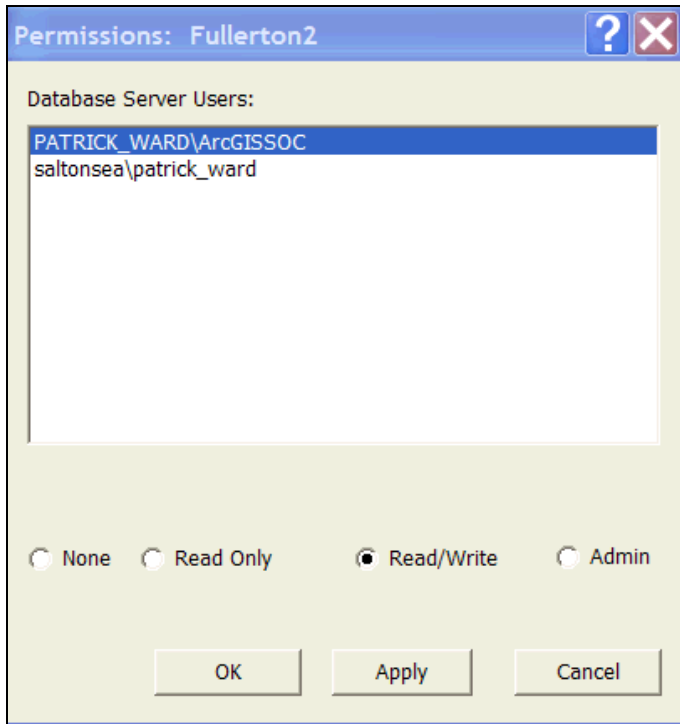 Permissions: Fullerton2
?
Database Server Users:
PATRICK_WARD\ArcGISSOC
saltonsea\patrick_ward
None Read Only Read/Write Admin
OK Apply Cancel